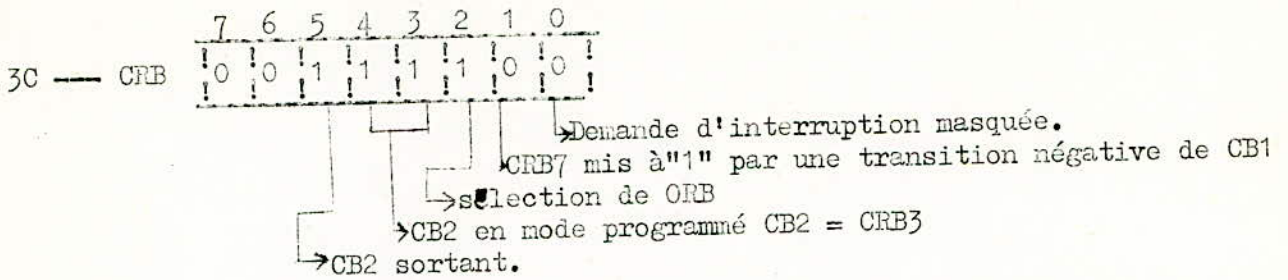 7 6 5 4 3 2 1 0
3C --- CRB 0 0 1 1 1 1 0 0
Demande d'interruption masquée.
CRB7 mis à"1" par une transition négative de CB1
sélection de ORB
CB2 en mode programmé CB2 = CRB3
CB2 sortant.